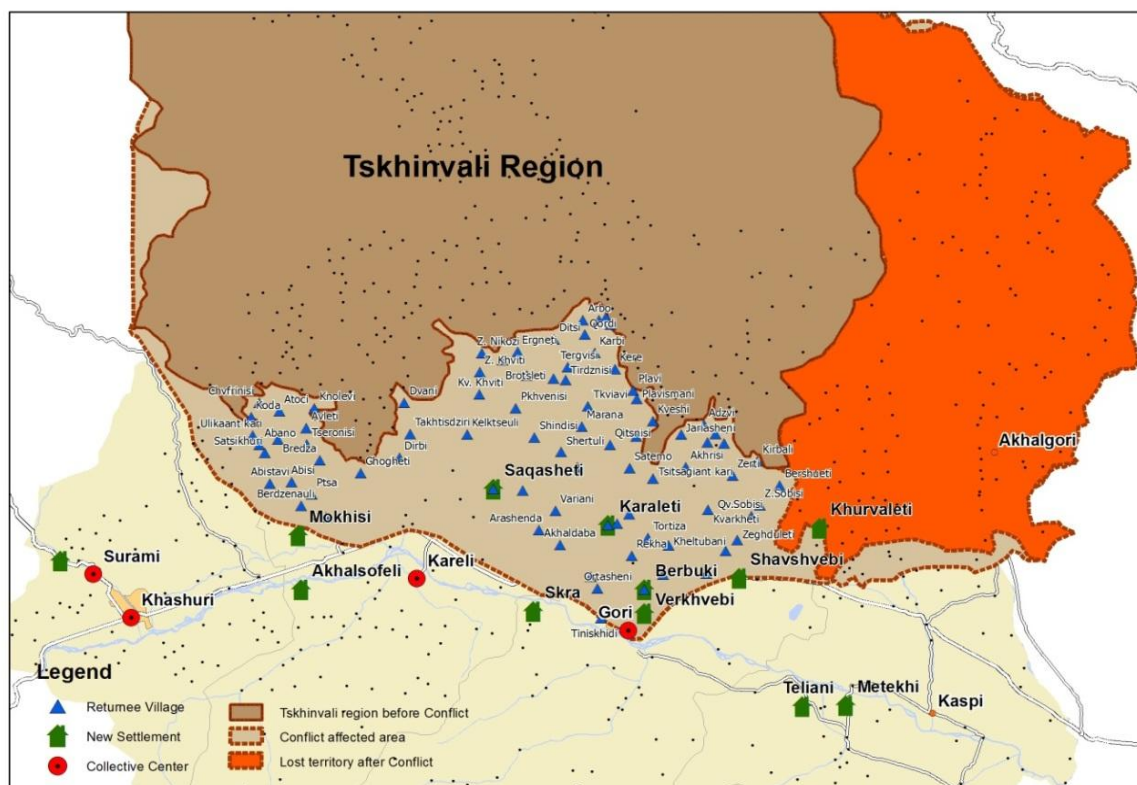 Tskhinvali Region
Arbo
Ditsi
Qordi
Z. Nikozi
Ergneti
Karbi
Z. Khviti
Tergvisi
Kere
Tirdznisi
Kv. Khviti
Brotsleti
Plavi
Chvfrinisi
Knolevi
Dvani
Tkviavi
Plavismani
Koda
Atoci
Pkhvenisi
Marana
Kveshi
Adzvi
Ulikaant kari
Avleti
Takhtisdziri
Kelktseuli
Shindisi
Qitsnisi
Jariasheni
Satsikhuri
Abano
Tseronisi
Dirbi
Shertuli
Akhrisi
Kirbali
Akhalgori
Bredza
Satemo
Zerti
Abistavi
Abisi
Ghogheti
Saqasheti
Tsitsagiant kari
Bershueti
Berdzenauli
Ptsa
Variani
Karaleti
Qv.Sobisi
Z.Sobisi
Khurvaleti
Mokhisi
Arashenda
Tortiza
Kvarkheti
Akhaldaba
Rekha
Kheltubani
Zeghduleti
Surami
Akhalsofeli
Kareli
Berbuki
Shavshvebi
Khashuri
Skra
Ortasheni
Gori
Verkhvebi
Tiniskhidi
Teliani
Metekhi
Kaspi
Legend
Returnee Village
New Settlement
Collective Center
Tskhinvali region before Conflict
Conflict affected area
Lost territory after Conflict